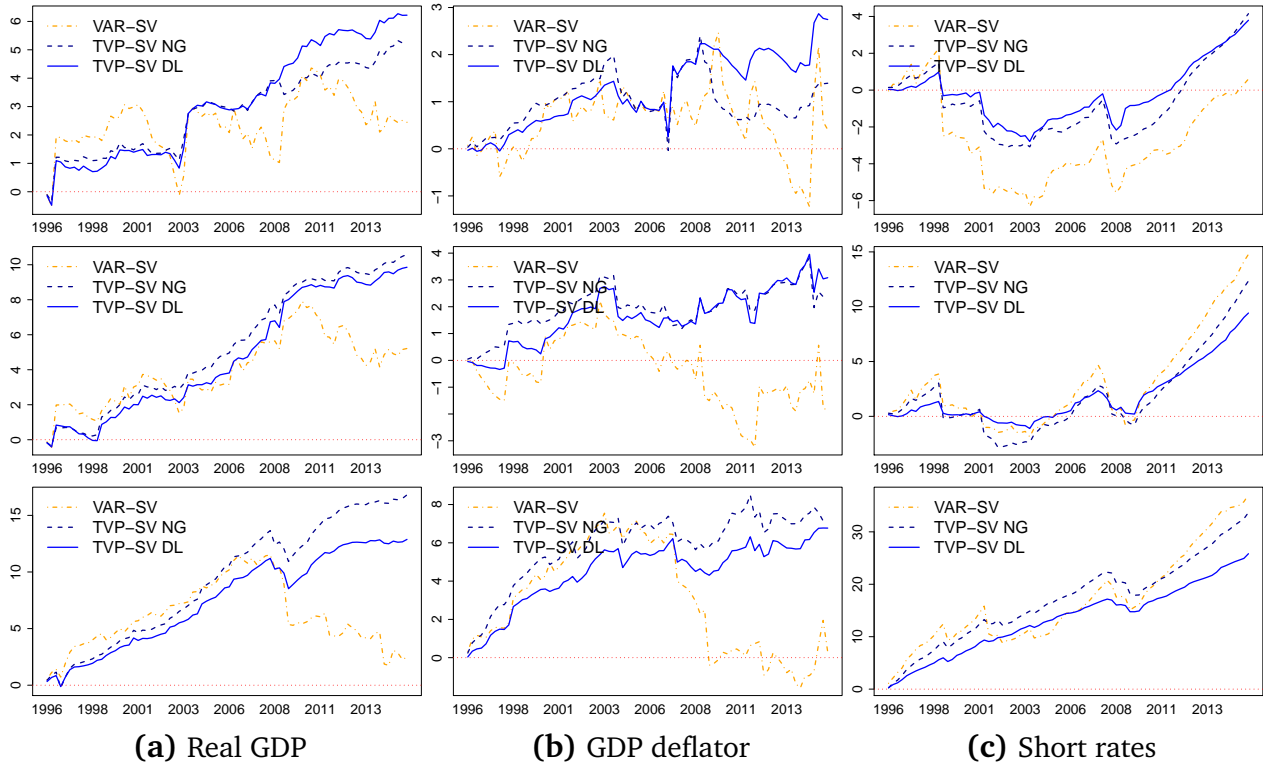 VAR−SV
TVP−SV NG
TVP−SV DL
0 1 2 3 4 5 6
1996 1998 2001 2003 2006 2009 2011 2013
VAR−SV
TVP−SV NG
TVP−SV DL
−1 0 1 2 3
1996 1998 2001 2003 2006 2009 2011 2013
VAR−SV
TVP−SV NG
TVP−SV DL
−6 −4 −2 0 2 4
1996 1998 2001 2003 2006 2009 2011 2013
VAR−SV
TVP−SV NG
TVP−SV DL
0 2 4 6 8 10
1996 1998 2001 2003 2006 2009 2011 2013
VAR−SV
TVP−SV NG
TVP−SV DL
−3 −1 0 1 2 3 4
1996 1998 2001 2003 2006 2009 2011 2013
VAR−SV
TVP−SV NG
TVP−SV DL
0 5 10 15
1996 1998 2001 2003 2006 2009 2011 2013
VAR−SV
TVP−SV NG
TVP−SV DL
0 5 10 15
1996 1998 2001 2003 2006 2009 2011 2013
VAR−SV
TVP−SV NG
TVP−SV DL
0 2 4 6 8
1996 1998 2001 2003 2006 2009 2011 2013
VAR−SV
TVP−SV NG
TVP−SV DL
0 10 20 30
1996 1998 2001 2003 2006 2009 2011 2013
(a) Real GDP
(b) GDP deflator
(c) Short rates